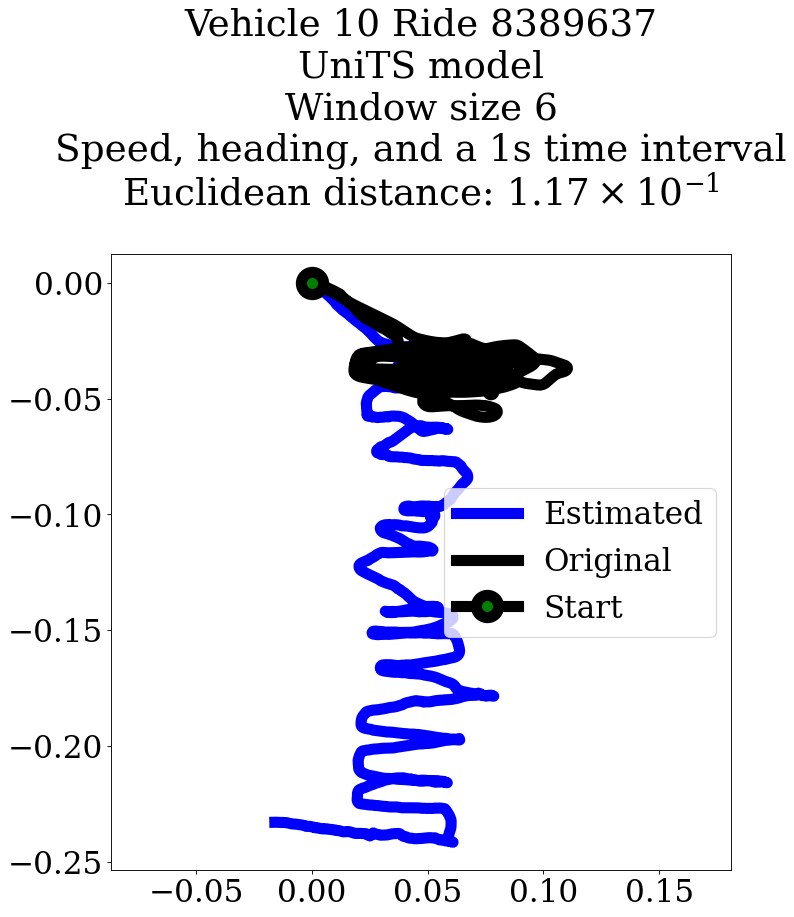 Vehicle 10 Ride 8389637
UniTS model
Window size 6
Speed, heading, and a 1s time interval
Euclidean distance: 1.17 × 10⁻¹
0.00
−0.05
−0.10
−0.15
−0.20
−0.25
Estimated
Original
Start
−0.05 0.00 0.05 0.10 0.15